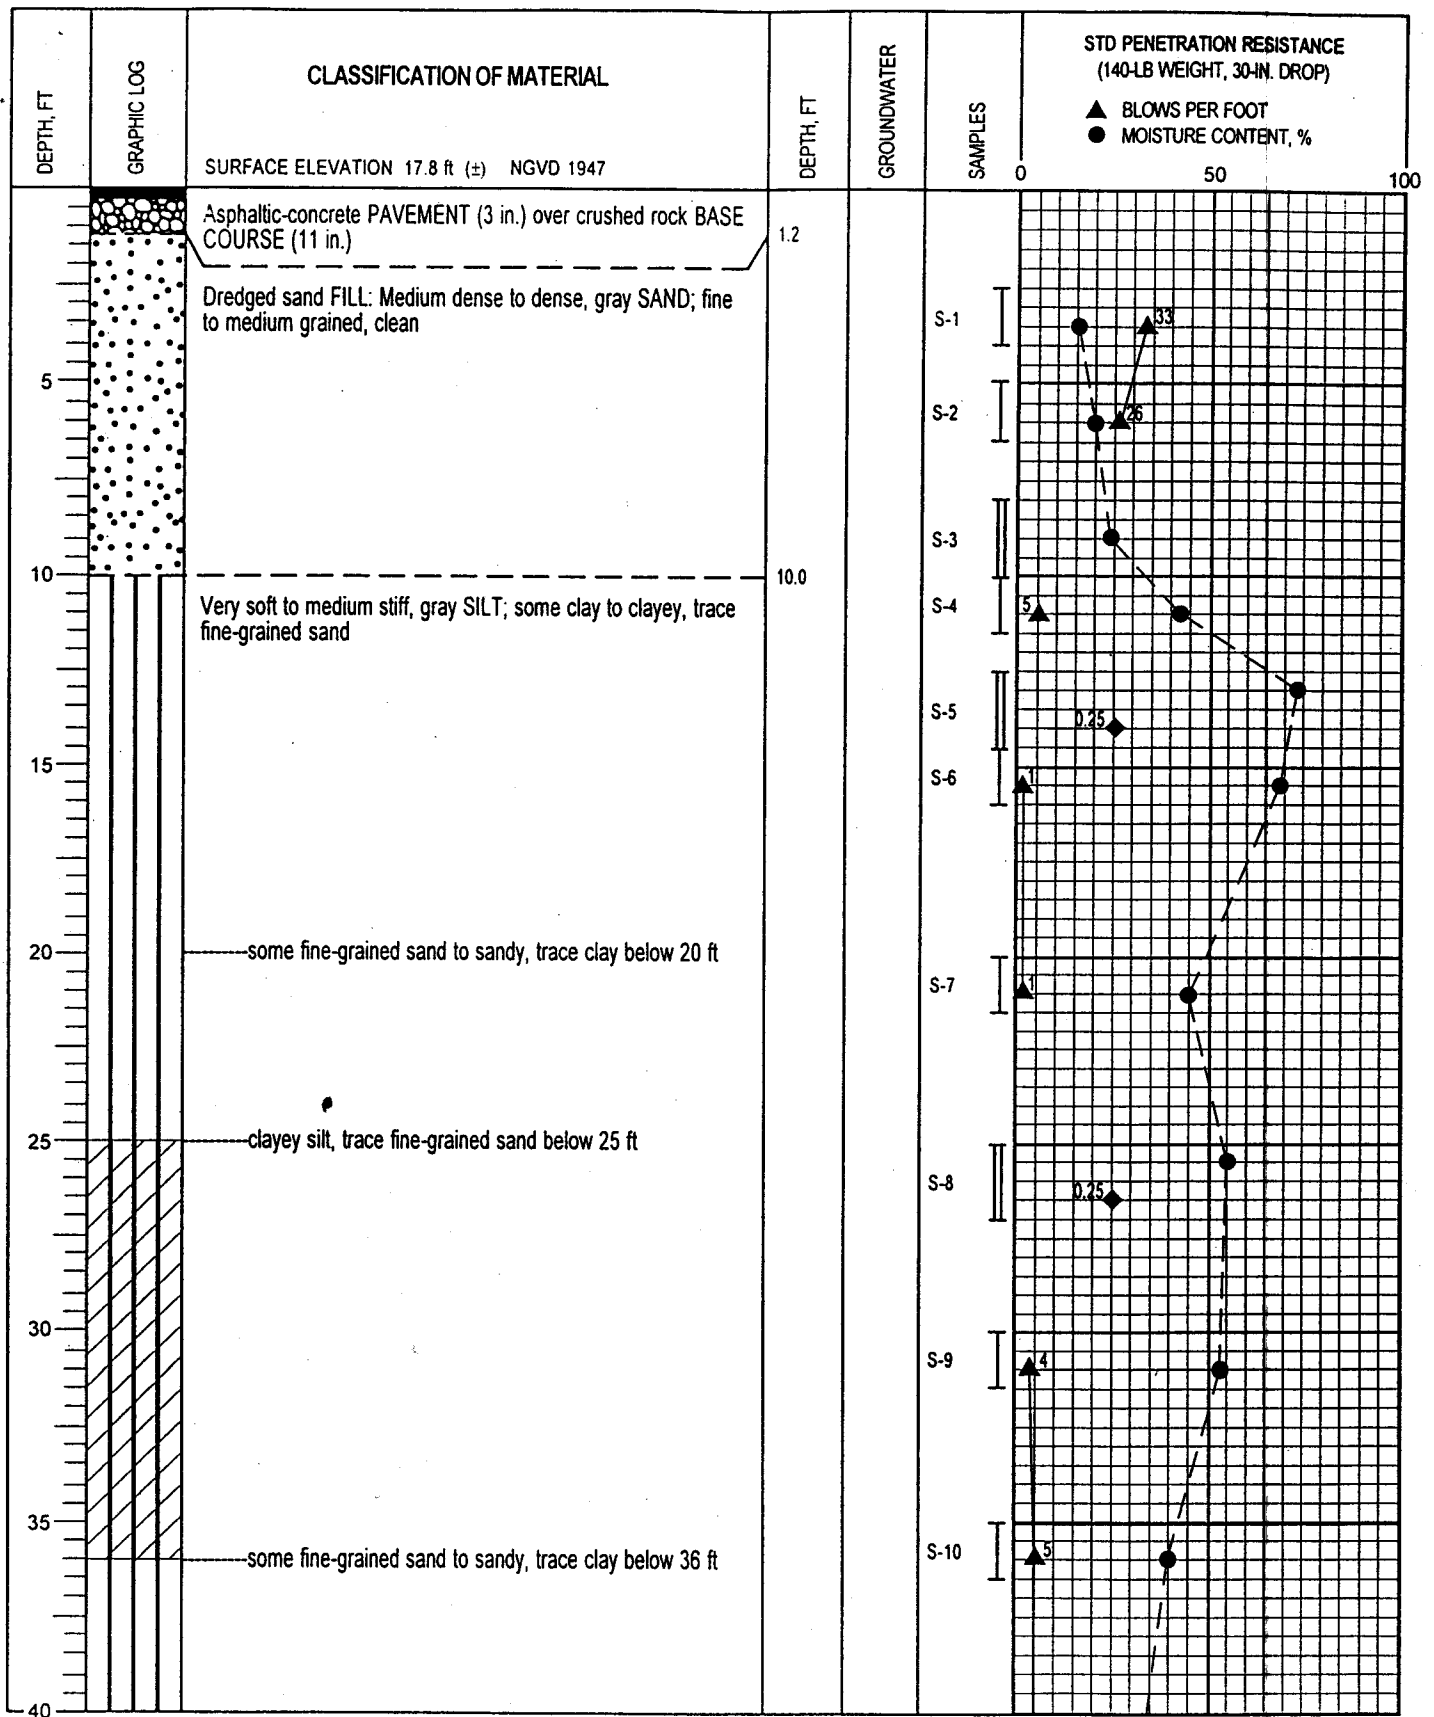 DEPTH, FT
GRAPHIC LOG
CLASSIFICATION OF MATERIAL
SURFACE ELEVATION 17.8 ft (±) NGVD 1947
DEPTH, FT
GROUNDWATER
SAMPLES
STD PENETRATION RESISTANCE
(140-LB WEIGHT, 30-IN. DROP)
▲ BLOWS PER FOOT
● MOISTURE CONTENT, %
0 50 100
Asphaltic-concrete PAVEMENT (3 in.) over crushed rock BASE
COURSE (11 in.)
1.2
Dredged sand FILL: Medium dense to dense, gray SAND; fine
to medium grained, clean
S-1
33
5
S-2
26
S-3
10
10.0
Very soft to medium stiff, gray SILT; some clay to clayey, trace
fine-grained sand
S-4
5
S-5
0.25
15
S-6
1
20
some fine-grained sand to sandy, trace clay below 20 ft
S-7
1
25
clayey silt, trace fine-grained sand below 25 ft
S-8
0.25
30
S-9
4
35
S-10
5
some fine-grained sand to sandy, trace clay below 36 ft
40